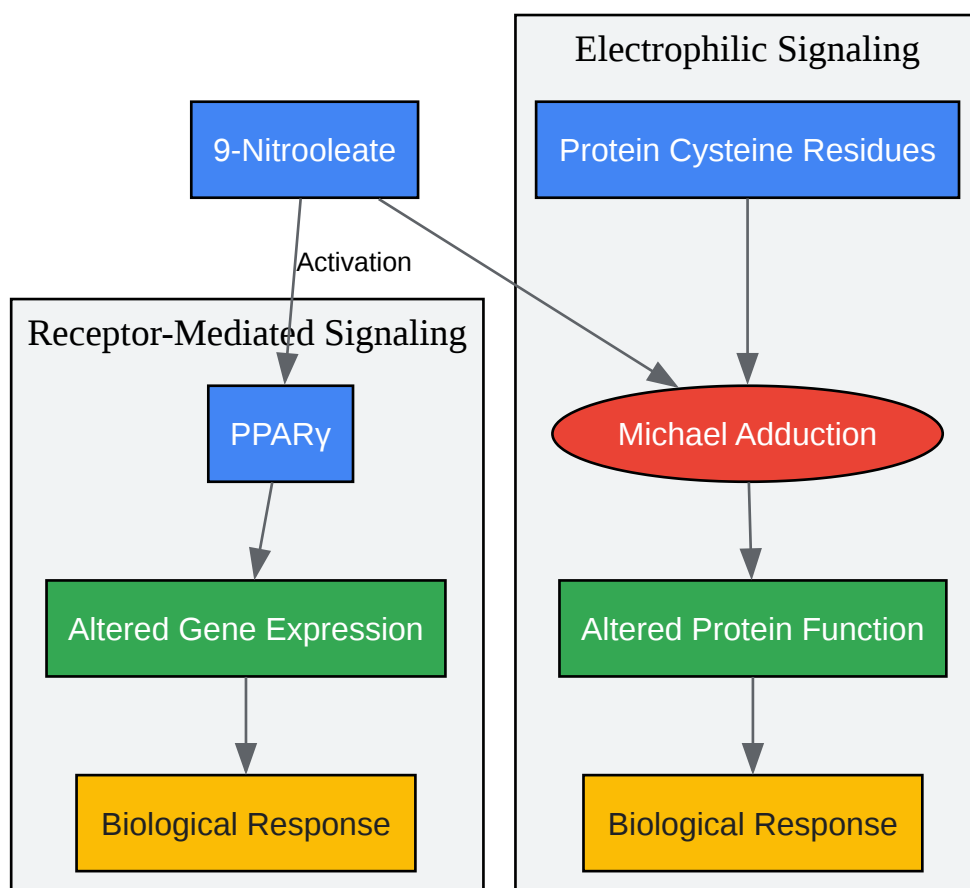 Electrophilic Signaling
9-Nitrooleate
Protein Cysteine Residues
Activation
Receptor-Mediated Signaling
PPARγ
Michael Adduction
Altered Gene Expression
Altered Protein Function
Biological Response
Biological Response